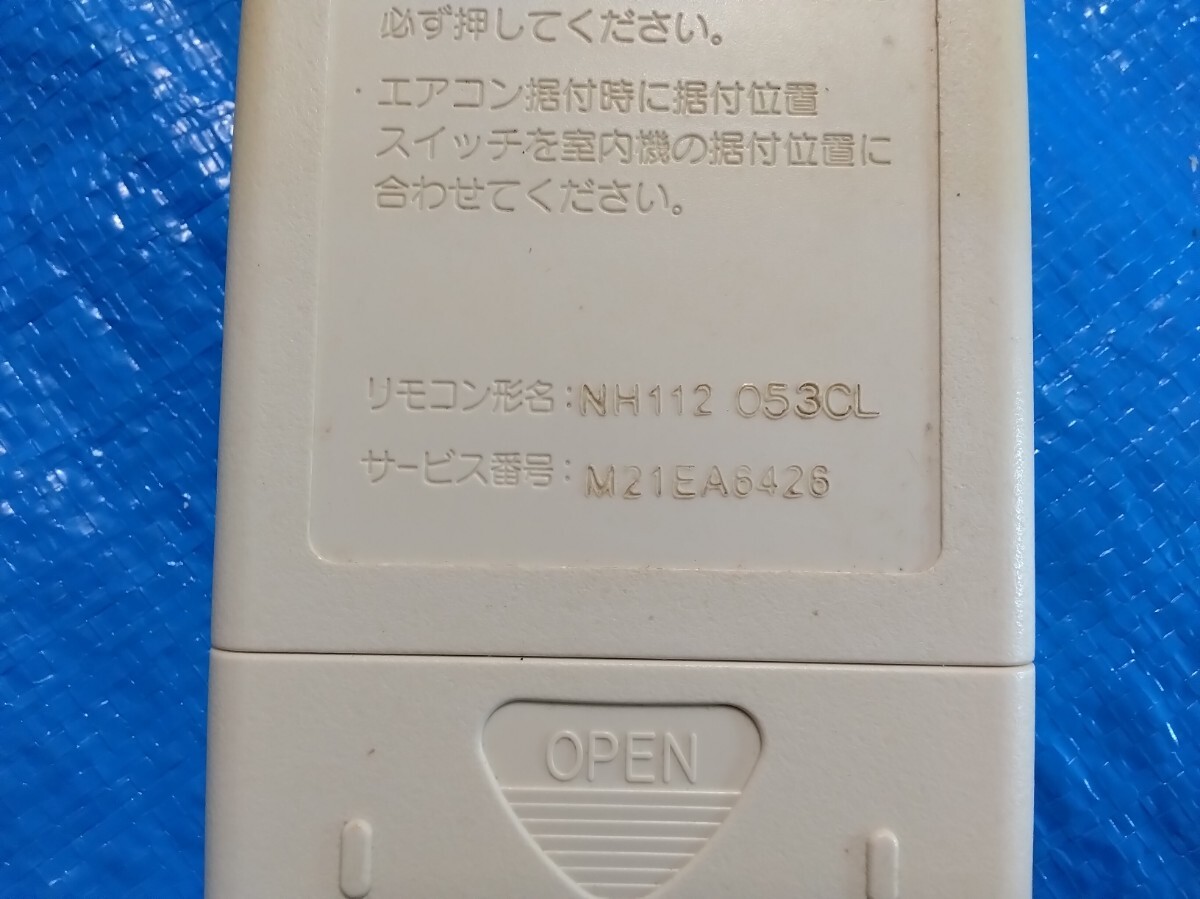 必ず押してください。
エアコン据付時に据付位置
スイッチを室内機の据付位置に
合わせてください。
リモコン形名：NH112 053CL
サービス番号：M21EA6426
OPEN